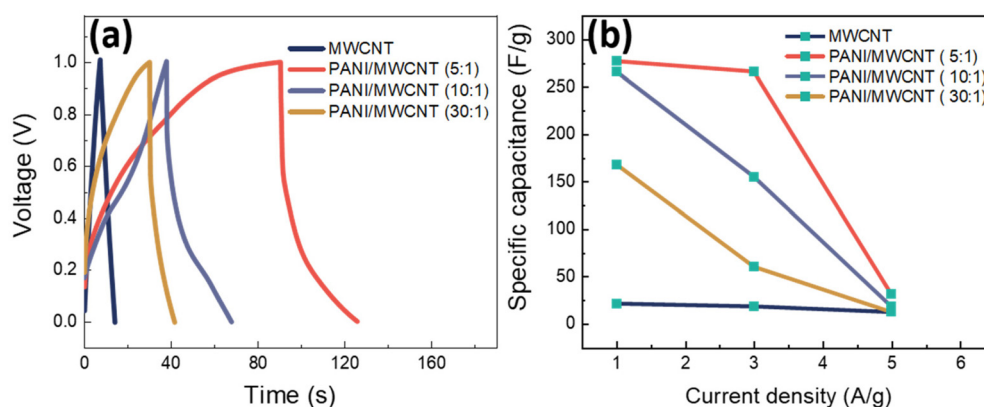 (a)
MWCNT
PANI/MWCNT (5:1)
PANI/MWCNT (10:1)
PANI/MWCNT (30:1)
Voltage (V)
1.0
0.8
0.6
0.4
0.2
0.0
0 40 80 120 160
Time (s)
(b)
MWCNT
PANI/MWCNT ( 5:1)
PANI/MWCNT ( 10:1)
PANI/MWCNT ( 30:1)
Specific capacitance (F/g)
300
250
200
150
100
50
0
1 2 3 4 5 6
Current density (A/g)